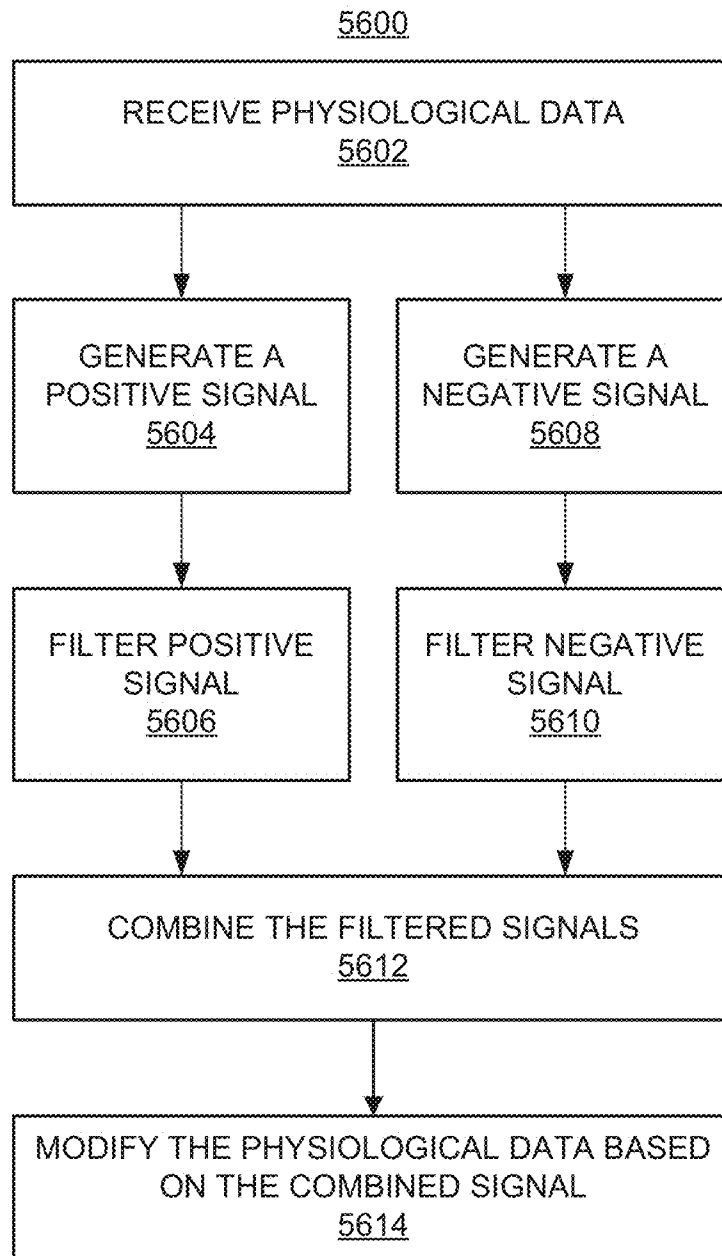 5600
RECEIVE PHYSIOLOGICAL DATA
5602
GENERATE A
POSITIVE SIGNAL
5604
GENERATE A
NEGATIVE SIGNAL
5608
FILTER POSITIVE
SIGNAL
5606
FILTER NEGATIVE
SIGNAL
5610
COMBINE THE FILTERED SIGNALS
5612
MODIFY THE PHYSIOLOGICAL DATA BASED
ON THE COMBINED SIGNAL
5614